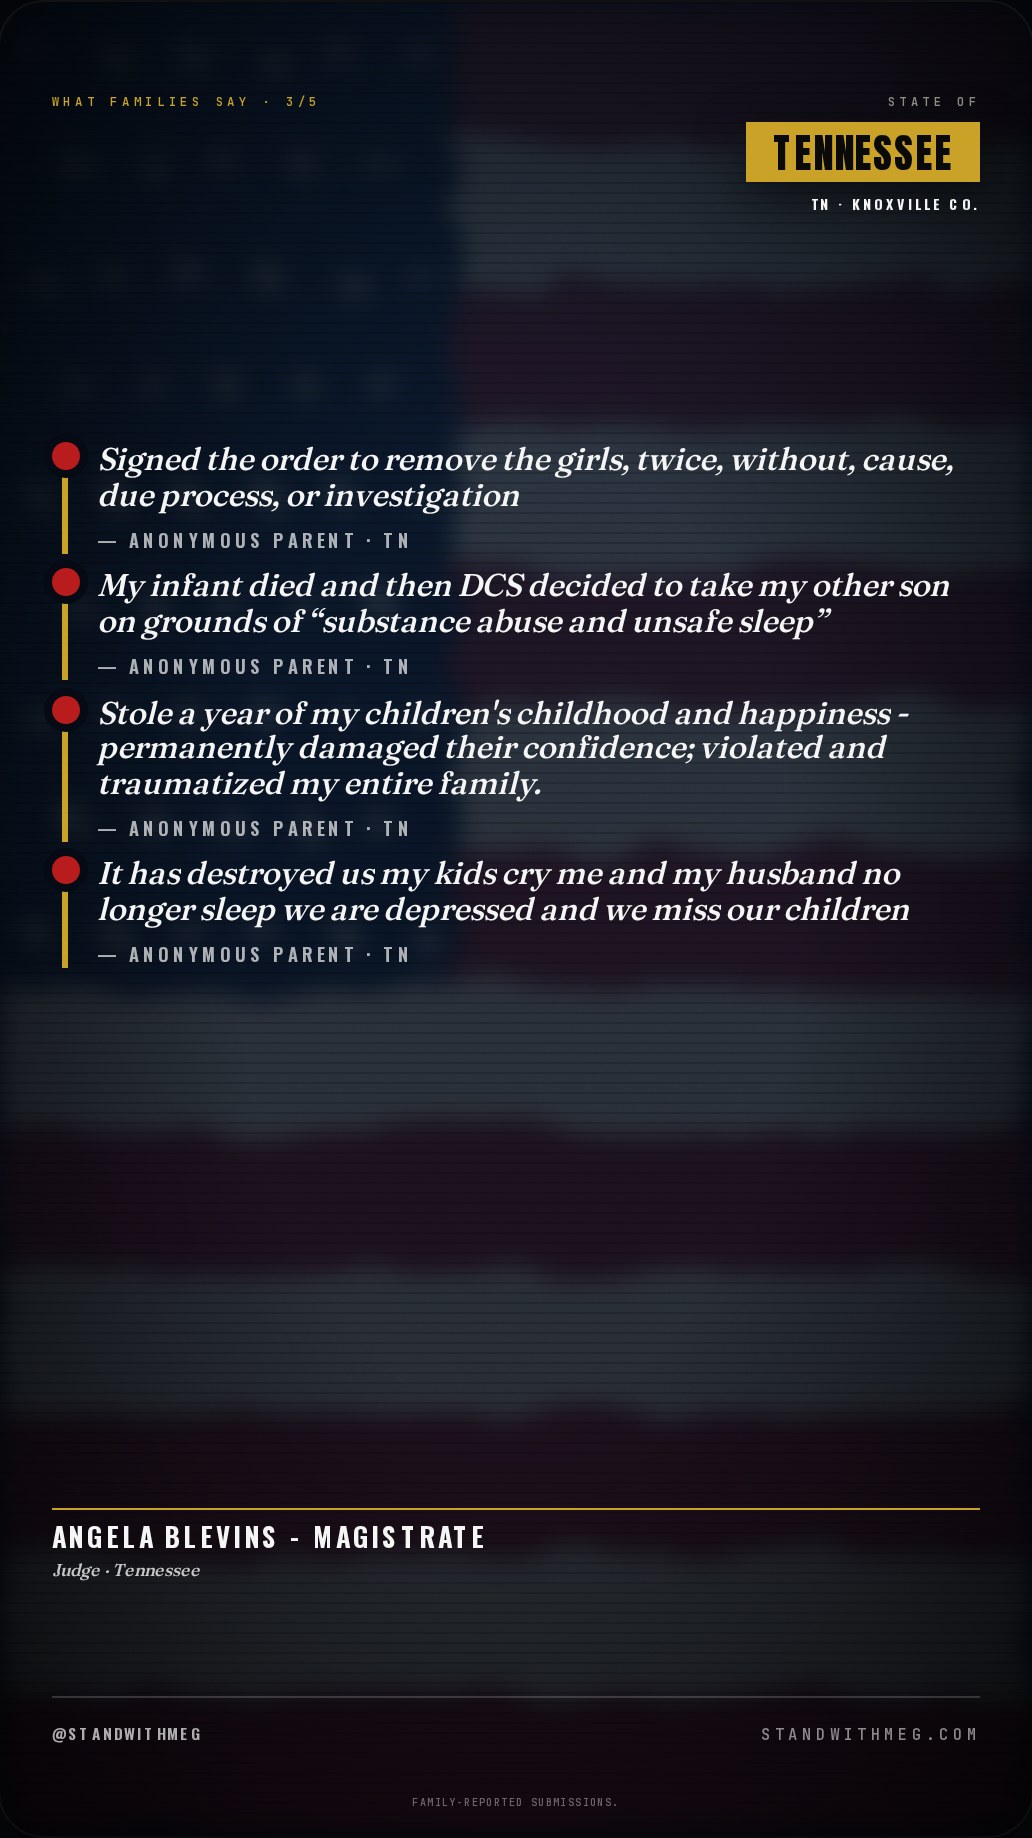 WHAT FAMILIES SAY · 3/5
STATE OF
TENNESSEE
TN · KNOXVILLE CO.
Signed the order to remove the girls, twice, without, cause,
due process, or investigation
— ANONYMOUS PARENT · TN
My infant died and then DCS decided to take my other son
on grounds of “substance abuse and unsafe sleep”
— ANONYMOUS PARENT · TN
Stole a year of my children's childhood and happiness -
permanently damaged their confidence; violated and
traumatized my entire family.
— ANONYMOUS PARENT · TN
It has destroyed us my kids cry me and my husband no
longer sleep we are depressed and we miss our children
— ANONYMOUS PARENT · TN
ANGELA BLEVINS - MAGISTRATE
Judge · Tennessee
@STANDWITHMEG
STANDWITHMEG.COM
FAMILY-REPORTED SUBMISSIONS.